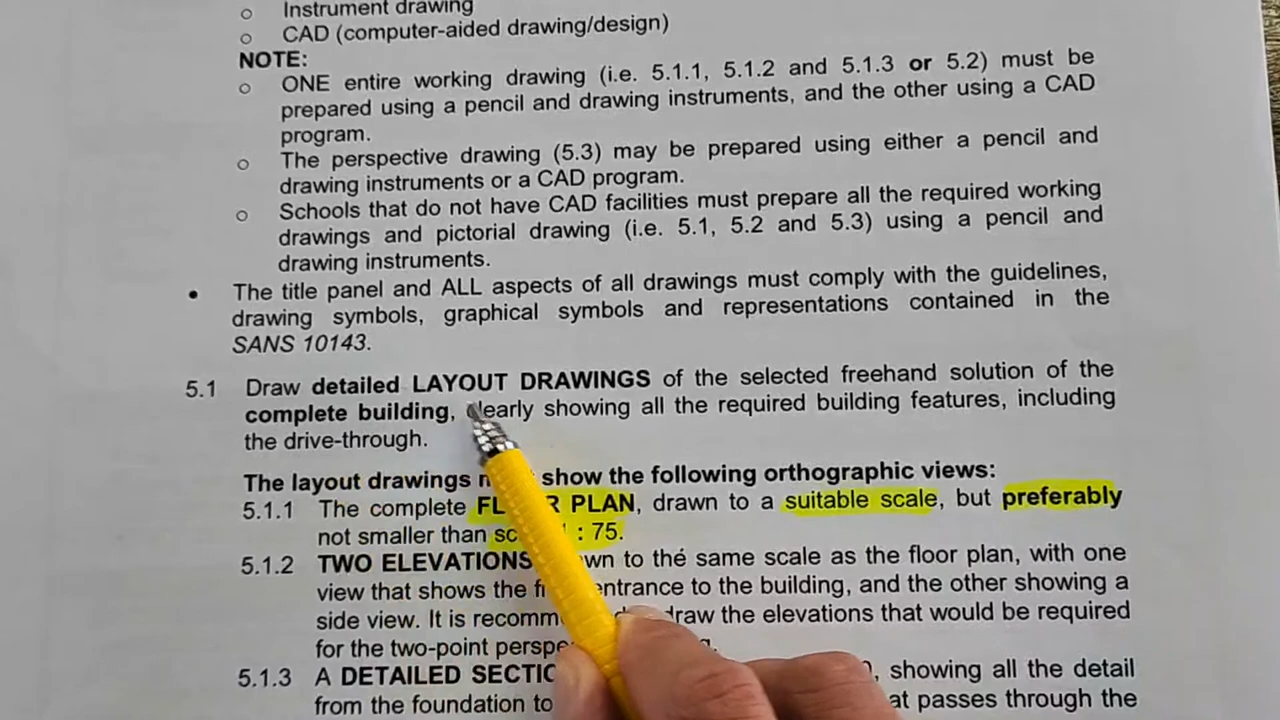 o Instrument drawing
o CAD (computer-aided drawing/design)
NOTE:
o ONE entire working drawing (i.e. 5.1.1, 5.1.2 and 5.1.3 or 5.2) must be
prepared using a pencil and drawing instruments, and the other using a CAD
program.
o The perspective drawing (5.3) may be prepared using either a pencil and
drawing instruments or a CAD program.
o Schools that do not have CAD facilities must prepare all the required working
drawings and pictorial drawing (i.e. 5.1, 5.2 and 5.3) using a pencil and
drawing instruments.
• The title panel and ALL aspects of all drawings must comply with the guidelines,
drawing symbols, graphical symbols and representations contained in the
SANS 10143.
5.1 Draw detailed LAYOUT DRAWINGS of the selected freehand solution of the
complete building, clearly showing all the required building features, including
the drive-through.
The layout drawings show the following orthographic views:
5.1.1 The complete FLOOR PLAN, drawn to a suitable scale, but preferably
not smaller than : 75.
5.1.2 TWO ELEVATIONS to the same scale as the floor plan, with one
view that shows the entrance to the building, and the other showing a
side view. It is draw the elevations that would be required
for the two-point
5.1.3 A DETAILED , showing all the detail
from the foundation to passes through the